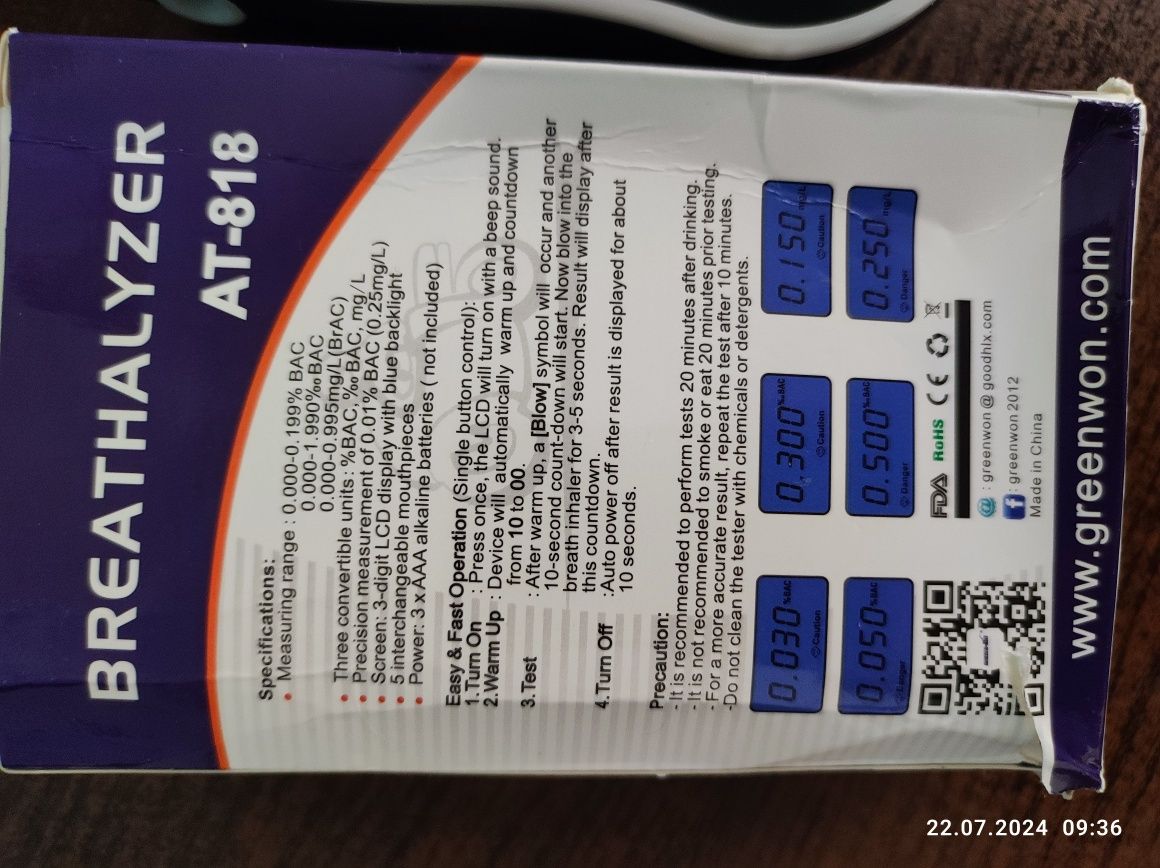 BREATHALYZER
AT-818
Specifications:
• Measuring range : 0.000-0.199% BAC
0.000-1.990‰ BAC
0.000-0.995mg/L(BrAC)
• Three convertible units : %BAC, ‰ BAC, mg/L
• Precision measurement of 0.01% BAC (0.25mg/L)
• Screen: 3-digit LCD display with blue backlight
• 5 interchangeable mouthpieces
• Power: 3 x AAA alkaline batteries ( not included)
Easy & Fast Operation (Single button control):
1.Turn On : Press once, the LCD will turn on with a beep sound.
2.Warm Up : Device will automatically warm up and countdown
from 10 to 00.
3.Test : After warm up, a [Blow] symbol will occur and another
10-second count-down will start. Now blow into the
breath inhaler for 3-5 seconds. Result will display after
this countdown.
4.Turn Off :Auto power off after result is displayed for about
10 seconds.
Precaution:
- It is recommended to perform tests 20 minutes after drinking.
- It is not recommended to smoke or eat 20 minutes prior testing.
- For a more accurate result, repeat the test after 10 minutes.
-Do not clean the tester with chemicals or detergents.
0.030 %BAC Caution
0.300 ‰BAC Caution
0.150 mg/L Caution
0.050 %BAC Danger
0.500 ‰BAC Danger
0.250 mg/L Danger
FDA RoHS CE
@ : greenwon @ goodhlx.com
f : greenwon 2012
Made in China
www.greenwon.com
22.07.2024 09:36